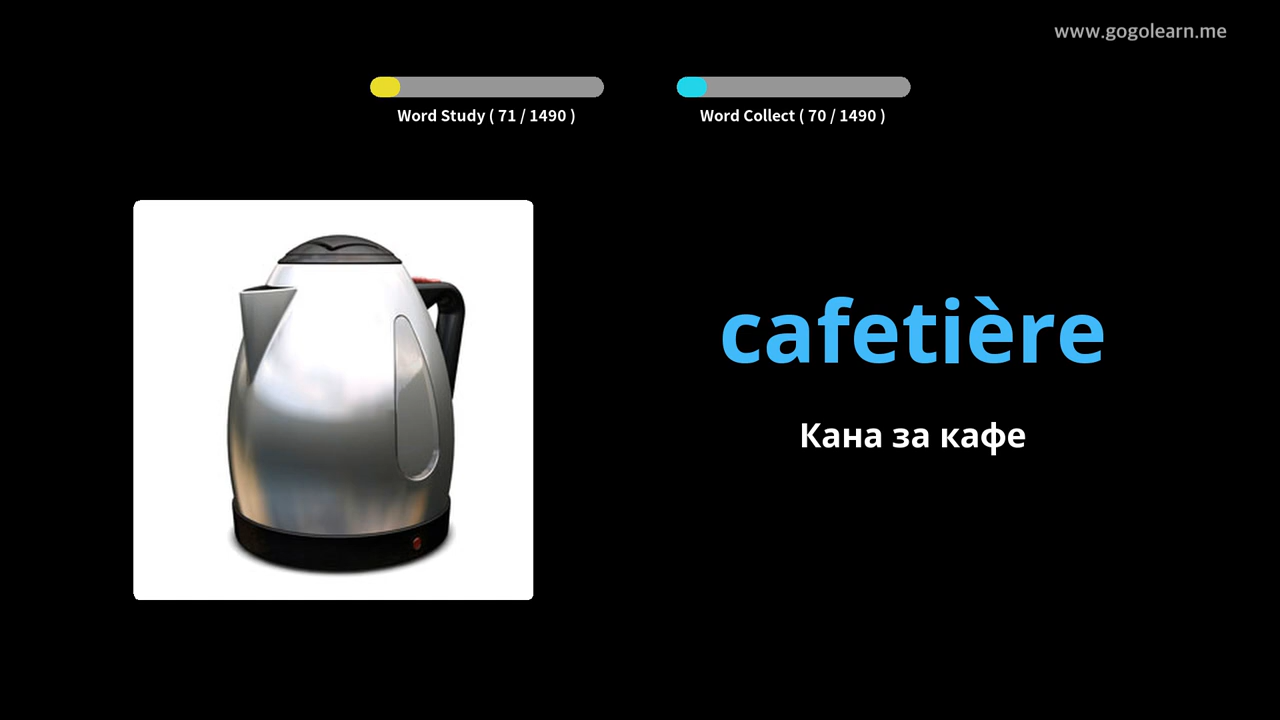 www.gogolearn.me
Word Study ( 71 / 1490 )
Word Collect ( 70 / 1490 )
cafetière
Кана за кафе